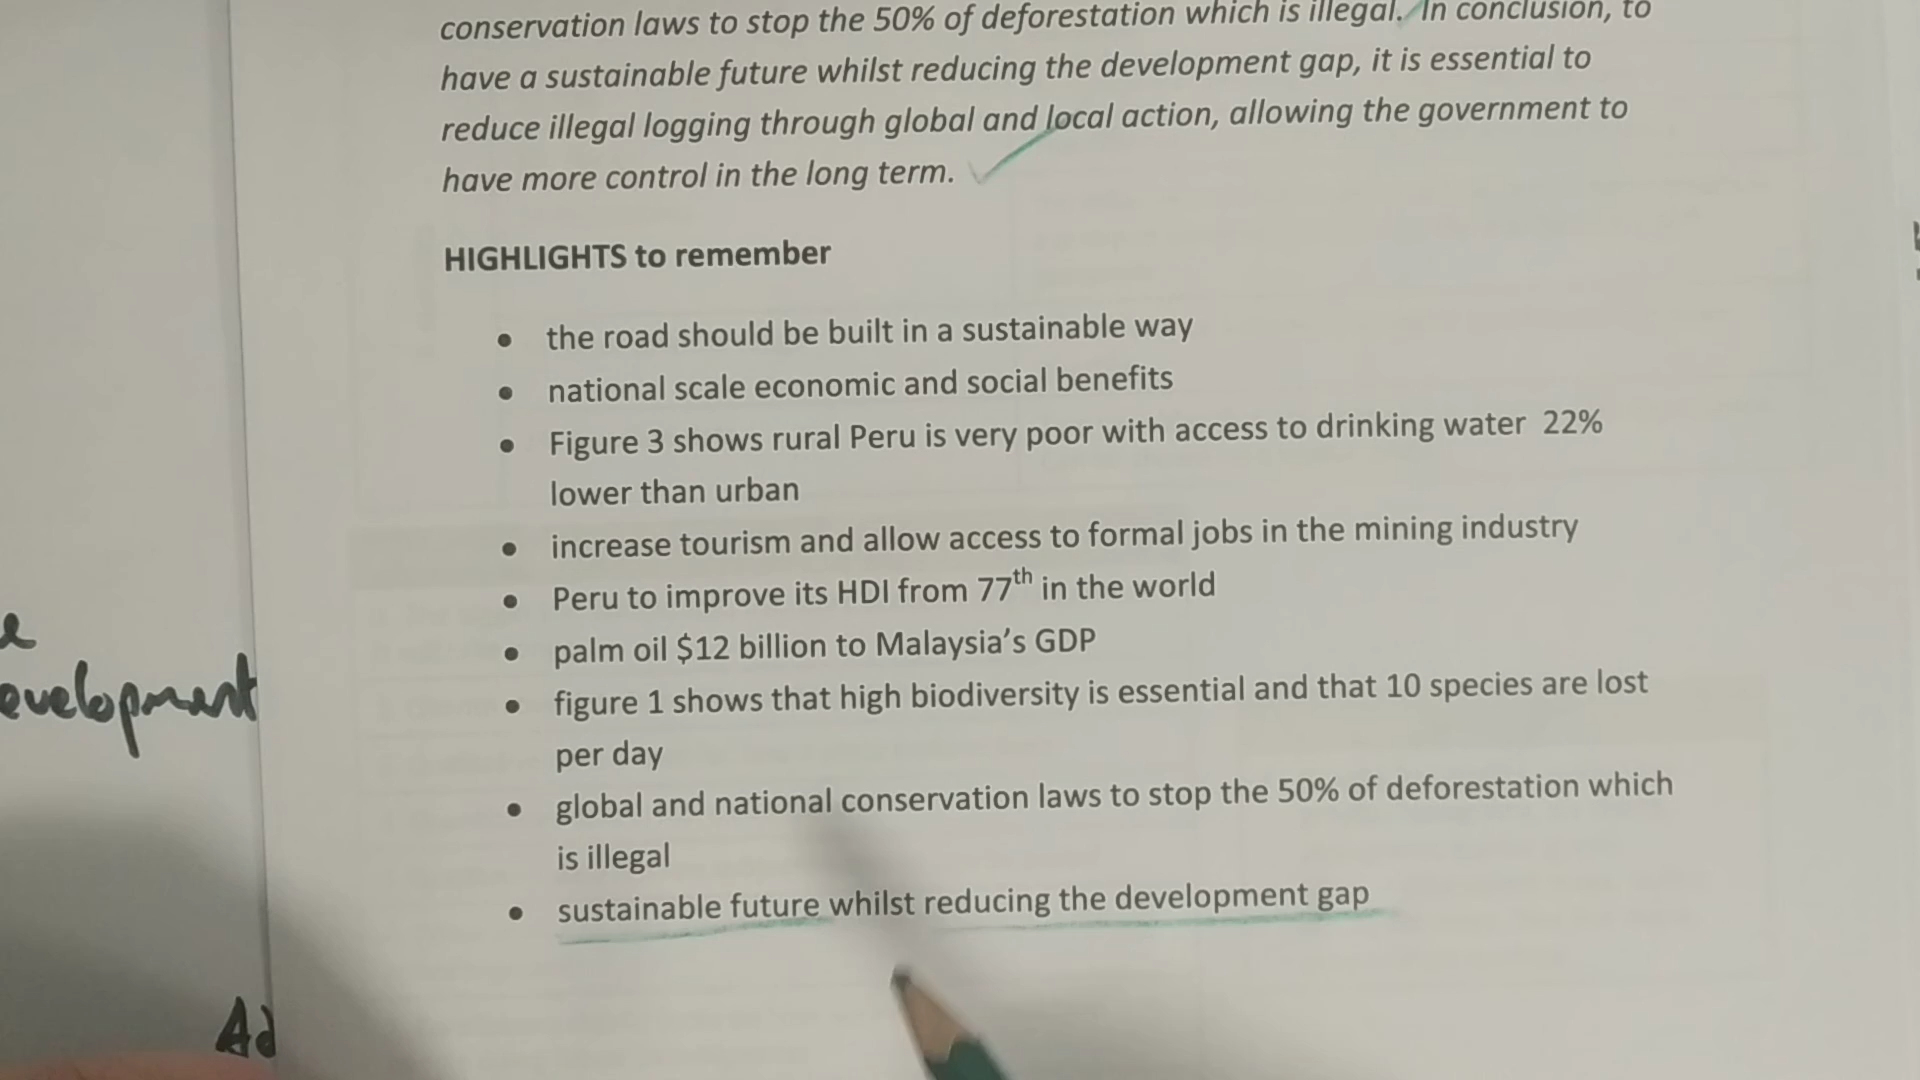 conservation laws to stop the 50% of deforestation which is illegal. In conclusion, to
have a sustainable future whilst reducing the development gap, it is essential to
reduce illegal logging through global and local action, allowing the government to
have more control in the long term.
HIGHLIGHTS to remember
• the road should be built in a sustainable way
• national scale economic and social benefits
• Figure 3 shows rural Peru is very poor with access to drinking water 22%
lower than urban
• increase tourism and allow access to formal jobs in the mining industry
• Peru to improve its HDI from 77th in the world
• palm oil $12 billion to Malaysia's GDP
• figure 1 shows that high biodiversity is essential and that 10 species are lost
per day
• global and national conservation laws to stop the 50% of deforestation which
is illegal
• sustainable future whilst reducing the development gap
e
evelopment
Ad